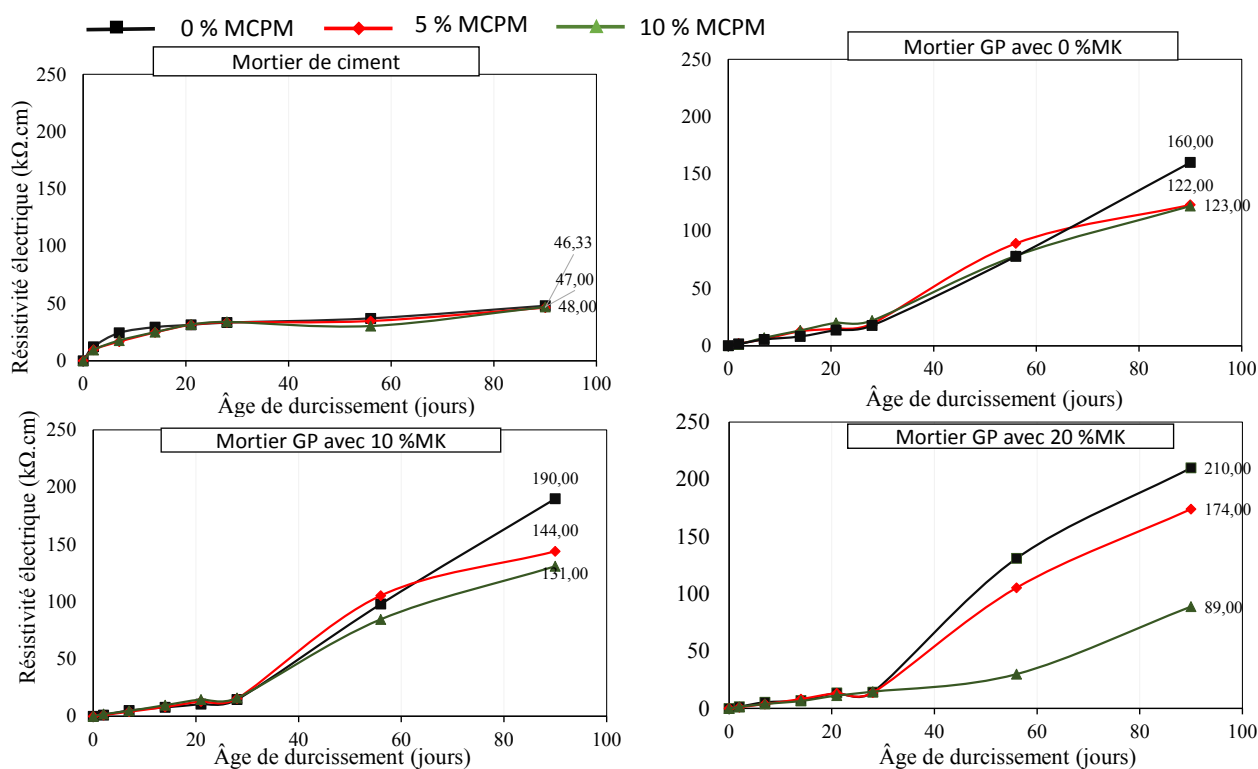 0 % MCPM
5 % MCPM
10 % MCPM
Mortier de ciment
Résistivité électrique (kΩ.cm)
250
200
150
100
50
0
46,33
47,00
48,00
0 20 40 60 80 100
Âge de durcissement (jours)
Mortier GP avec 0 %MK
250
200
150
100
50
0
160,00
122,00
123,00
0 20 40 60 80 100
Âge de durcissement (jours)
Mortier GP avec 10 %MK
Résistivité électrique (kΩ.cm)
250
200
150
100
50
0
190,00
144,00
131,00
0 20 40 60 80 100
Âge de durcissement (jours)
Mortier GP avec 20 %MK
250
200
150
100
50
0
210,00
174,00
89,00
0 20 40 60 80 100
Âge de durcissement (jours)